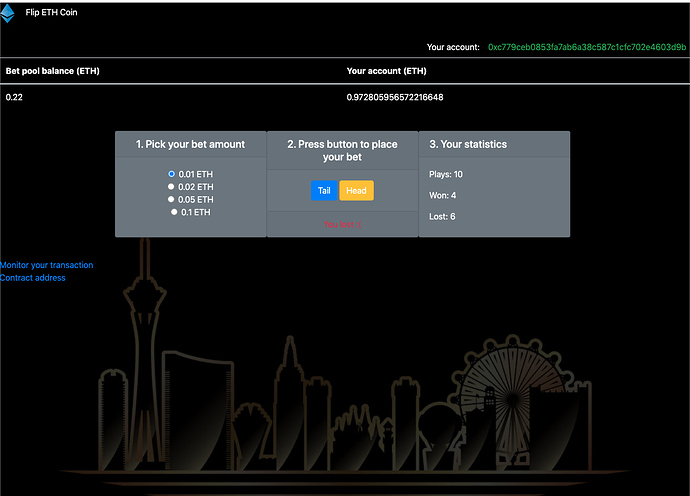 Flip ETH Coin
Your account: 0xc779ceb0853fa7ab6a38c587c1cfc702e4603d9b
Bet pool balance (ETH) Your account (ETH)
0.22 0.972805956572216648
1. Pick your bet amount
0.01 ETH
0.02 ETH
0.05 ETH
0.1 ETH
2. Press button to place
your bet
Tail Head
3. Your statistics
Plays: 10
Won: 4
Lost: 6
Monitor your transaction
Contract address